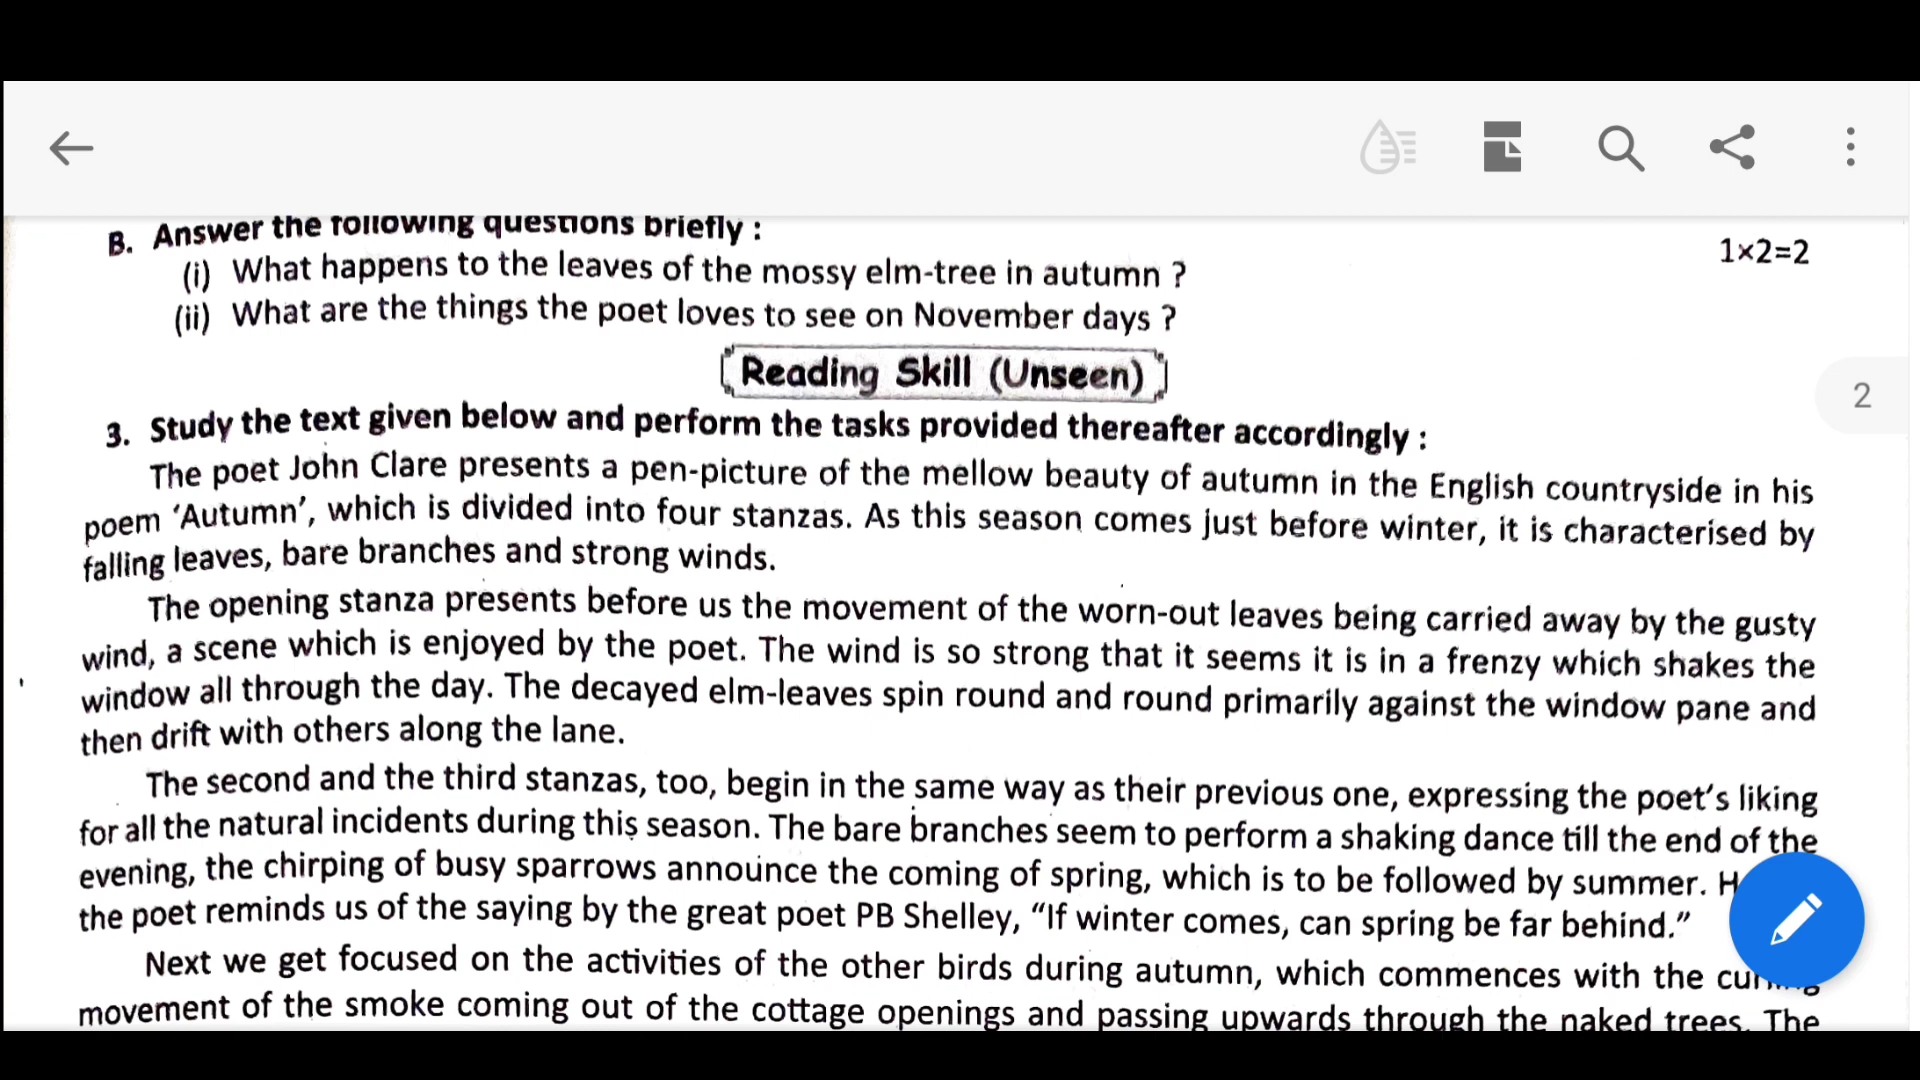 B. Answer the following questions briefly :
1×2=2
(i) What happens to the leaves of the mossy elm-tree in autumn ?
(ii) What are the things the poet loves to see on November days ?
Reading Skill (Unseen)
2
3. Study the text given below and perform the tasks provided thereafter accordingly :
The poet John Clare presents a pen-picture of the mellow beauty of autumn in the English countryside in his
poem ‘Autumn’, which is divided into four stanzas. As this season comes just before winter, it is characterised by
falling leaves, bare branches and strong winds.
The opening stanza presents before us the movement of the worn-out leaves being carried away by the gusty
wind, a scene which is enjoyed by the poet. The wind is so strong that it seems it is in a frenzy which shakes the
window all through the day. The decayed elm-leaves spin round and round primarily against the window pane and
then drift with others along the lane.
The second and the third stanzas, too, begin in the same way as their previous one, expressing the poet’s liking
for all the natural incidents during this season. The bare branches seem to perform a shaking dance till the end of the
evening, the chirping of busy sparrows announce the coming of spring, which is to be followed by summer.
the poet reminds us of the saying by the great poet PB Shelley, “If winter comes, can spring be far behind.”
Next we get focused on the activities of the other birds during autumn, which commences with the
movement of the smoke coming out of the cottage openings and passing upwards through the naked trees. The